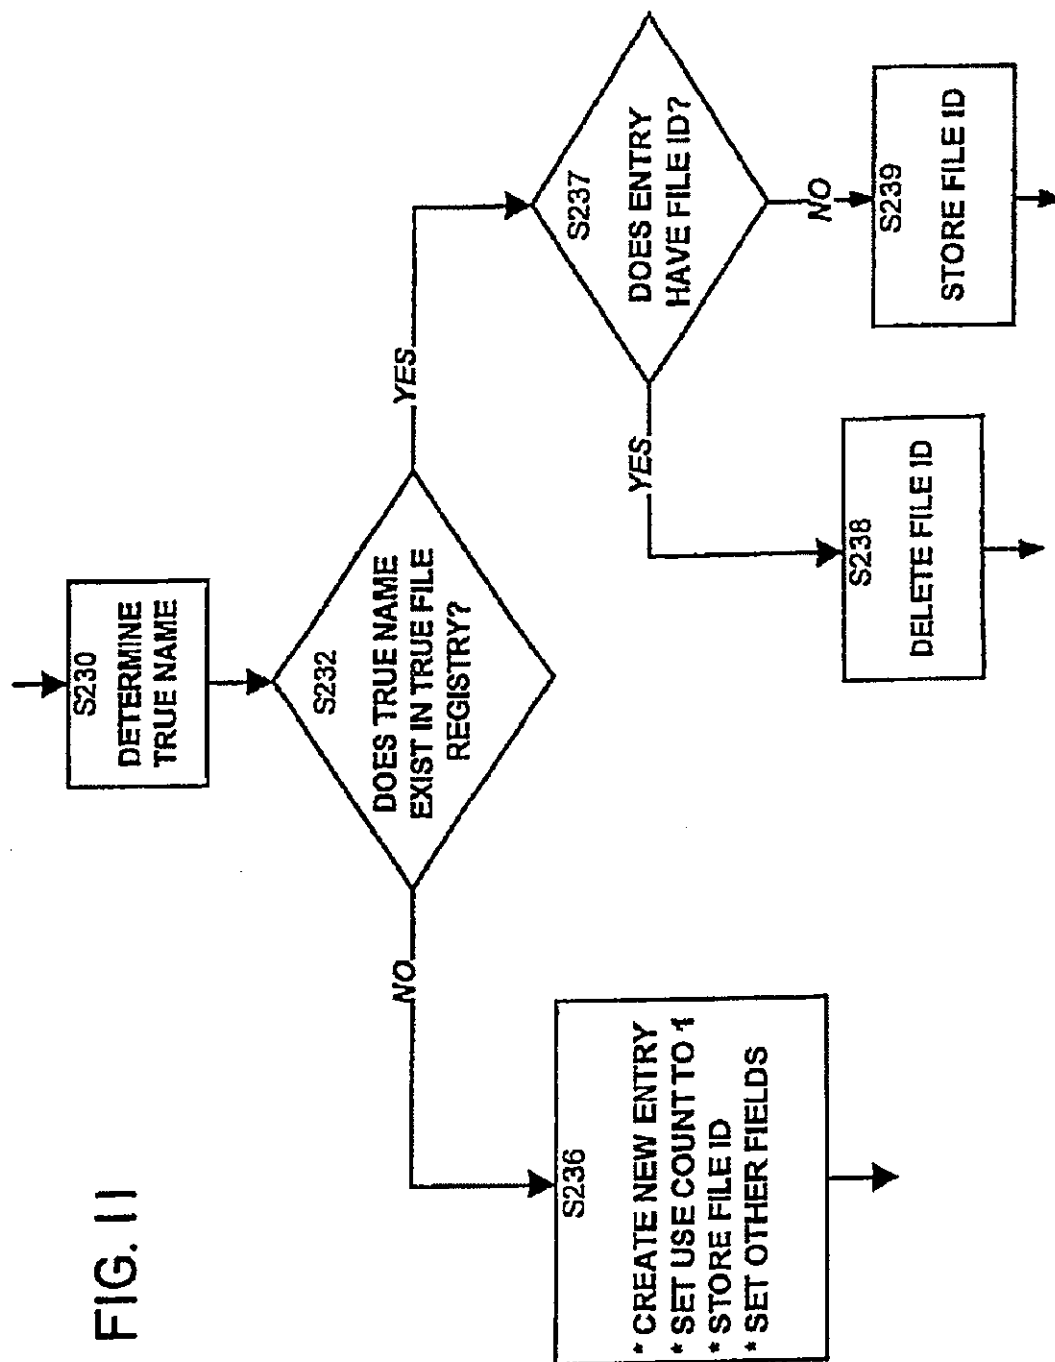 FIG. 11
S230
DETERMINE
TRUE NAME
S232
DOES TRUE NAME
EXIST IN TRUE FILE
REGISTRY?
NO
YES
S236
* CREATE NEW ENTRY
* SET USE COUNT TO 1
* STORE FILE ID
* SET OTHER FIELDS
S237
DOES ENTRY
HAVE FILE ID?
YES
NO
S238
DELETE FILE ID
S239
STORE FILE ID